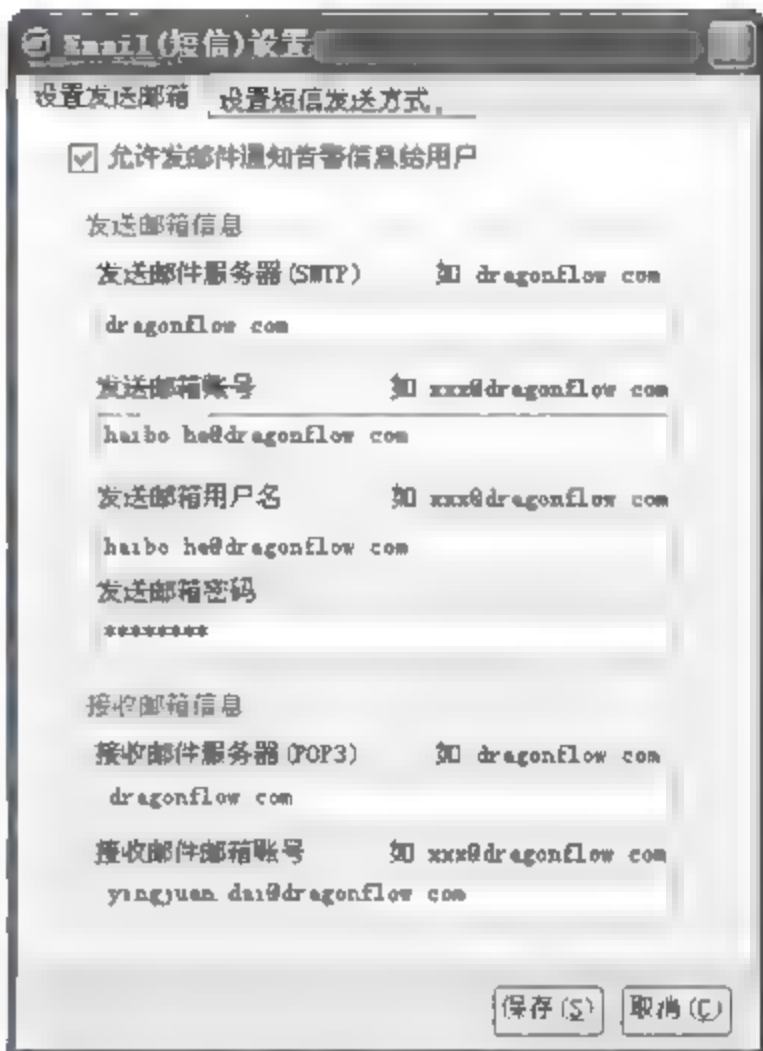 Email(短信)设置
设置发送邮箱 设置短信发送方式
允许发邮件通知告警信息给用户
发送邮箱信息
发送邮件服务器(SMTP) 如 dragonflow com
dragonflow com
发送邮箱账号 如 xxx@dragonflow com
haibo he@dragonflow com
发送邮箱用户名 如 xxx@dragonflow com
haibo he@dragonflow com
发送邮箱密码
********
接收邮箱信息
接收邮件服务器(POP3) 如 dragonflow com
dragonflow com
接收邮件邮箱账号 如 xxx@dragonflow com
yingjuan dai@dragonflow com
保存(S) 取消(C)